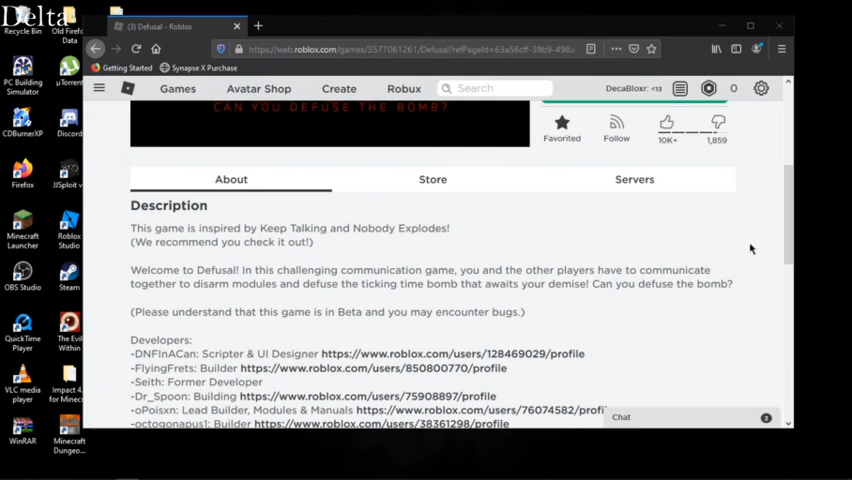 Delta
Recycle Bin
Old Firefox Data
PC Building Simulator
µTorrent
CDBurnerXP
Discord
Firefox
JJSploit v
Minecraft Launcher
Roblox Studio
OBS Studio
Steam
QuickTime Player
The Evil Within
VLC media player
Impact 4. for Minec
WinRAR
Minecraft Dungeo...
(3) Defusal - Roblox
https://web.roblox.com/games/3577061261/Defusal?refPageId=63a56cff-39b9-498
Getting Started
Synapse X Purchase
Games
Avatar Shop
Create
Robux
Search
DecaBloxr: <13
0
CAN YOU DEFUSE THE BOMB?
Favorited
Follow
10K+
1,859
About
Store
Servers
Description
This game is inspired by Keep Talking and Nobody Explodes!
(We recommend you check it out!)
Welcome to Defusal! In this challenging communication game, you and the other players have to communicate
together to disarm modules and defuse the ticking time bomb that awaits your demise! Can you defuse the bomb?
(Please understand that this game is in Beta and you may encounter bugs.)
Developers:
-DNFInACan: Scripter & UI Designer https://www.roblox.com/users/128469029/profile
-FlyingFrets: Builder https://www.roblox.com/users/850800770/profile
-Seith: Former Developer
-Dr_Spoon: Building https://www.roblox.com/users/75908897/profile
-oPoisxn: Lead Builder, Modules & Manuals https://www.roblox.com/users/76074582/profi
-octogonapus1: Builder https://www.roblox.com/users/38361298/profile
Chat
3